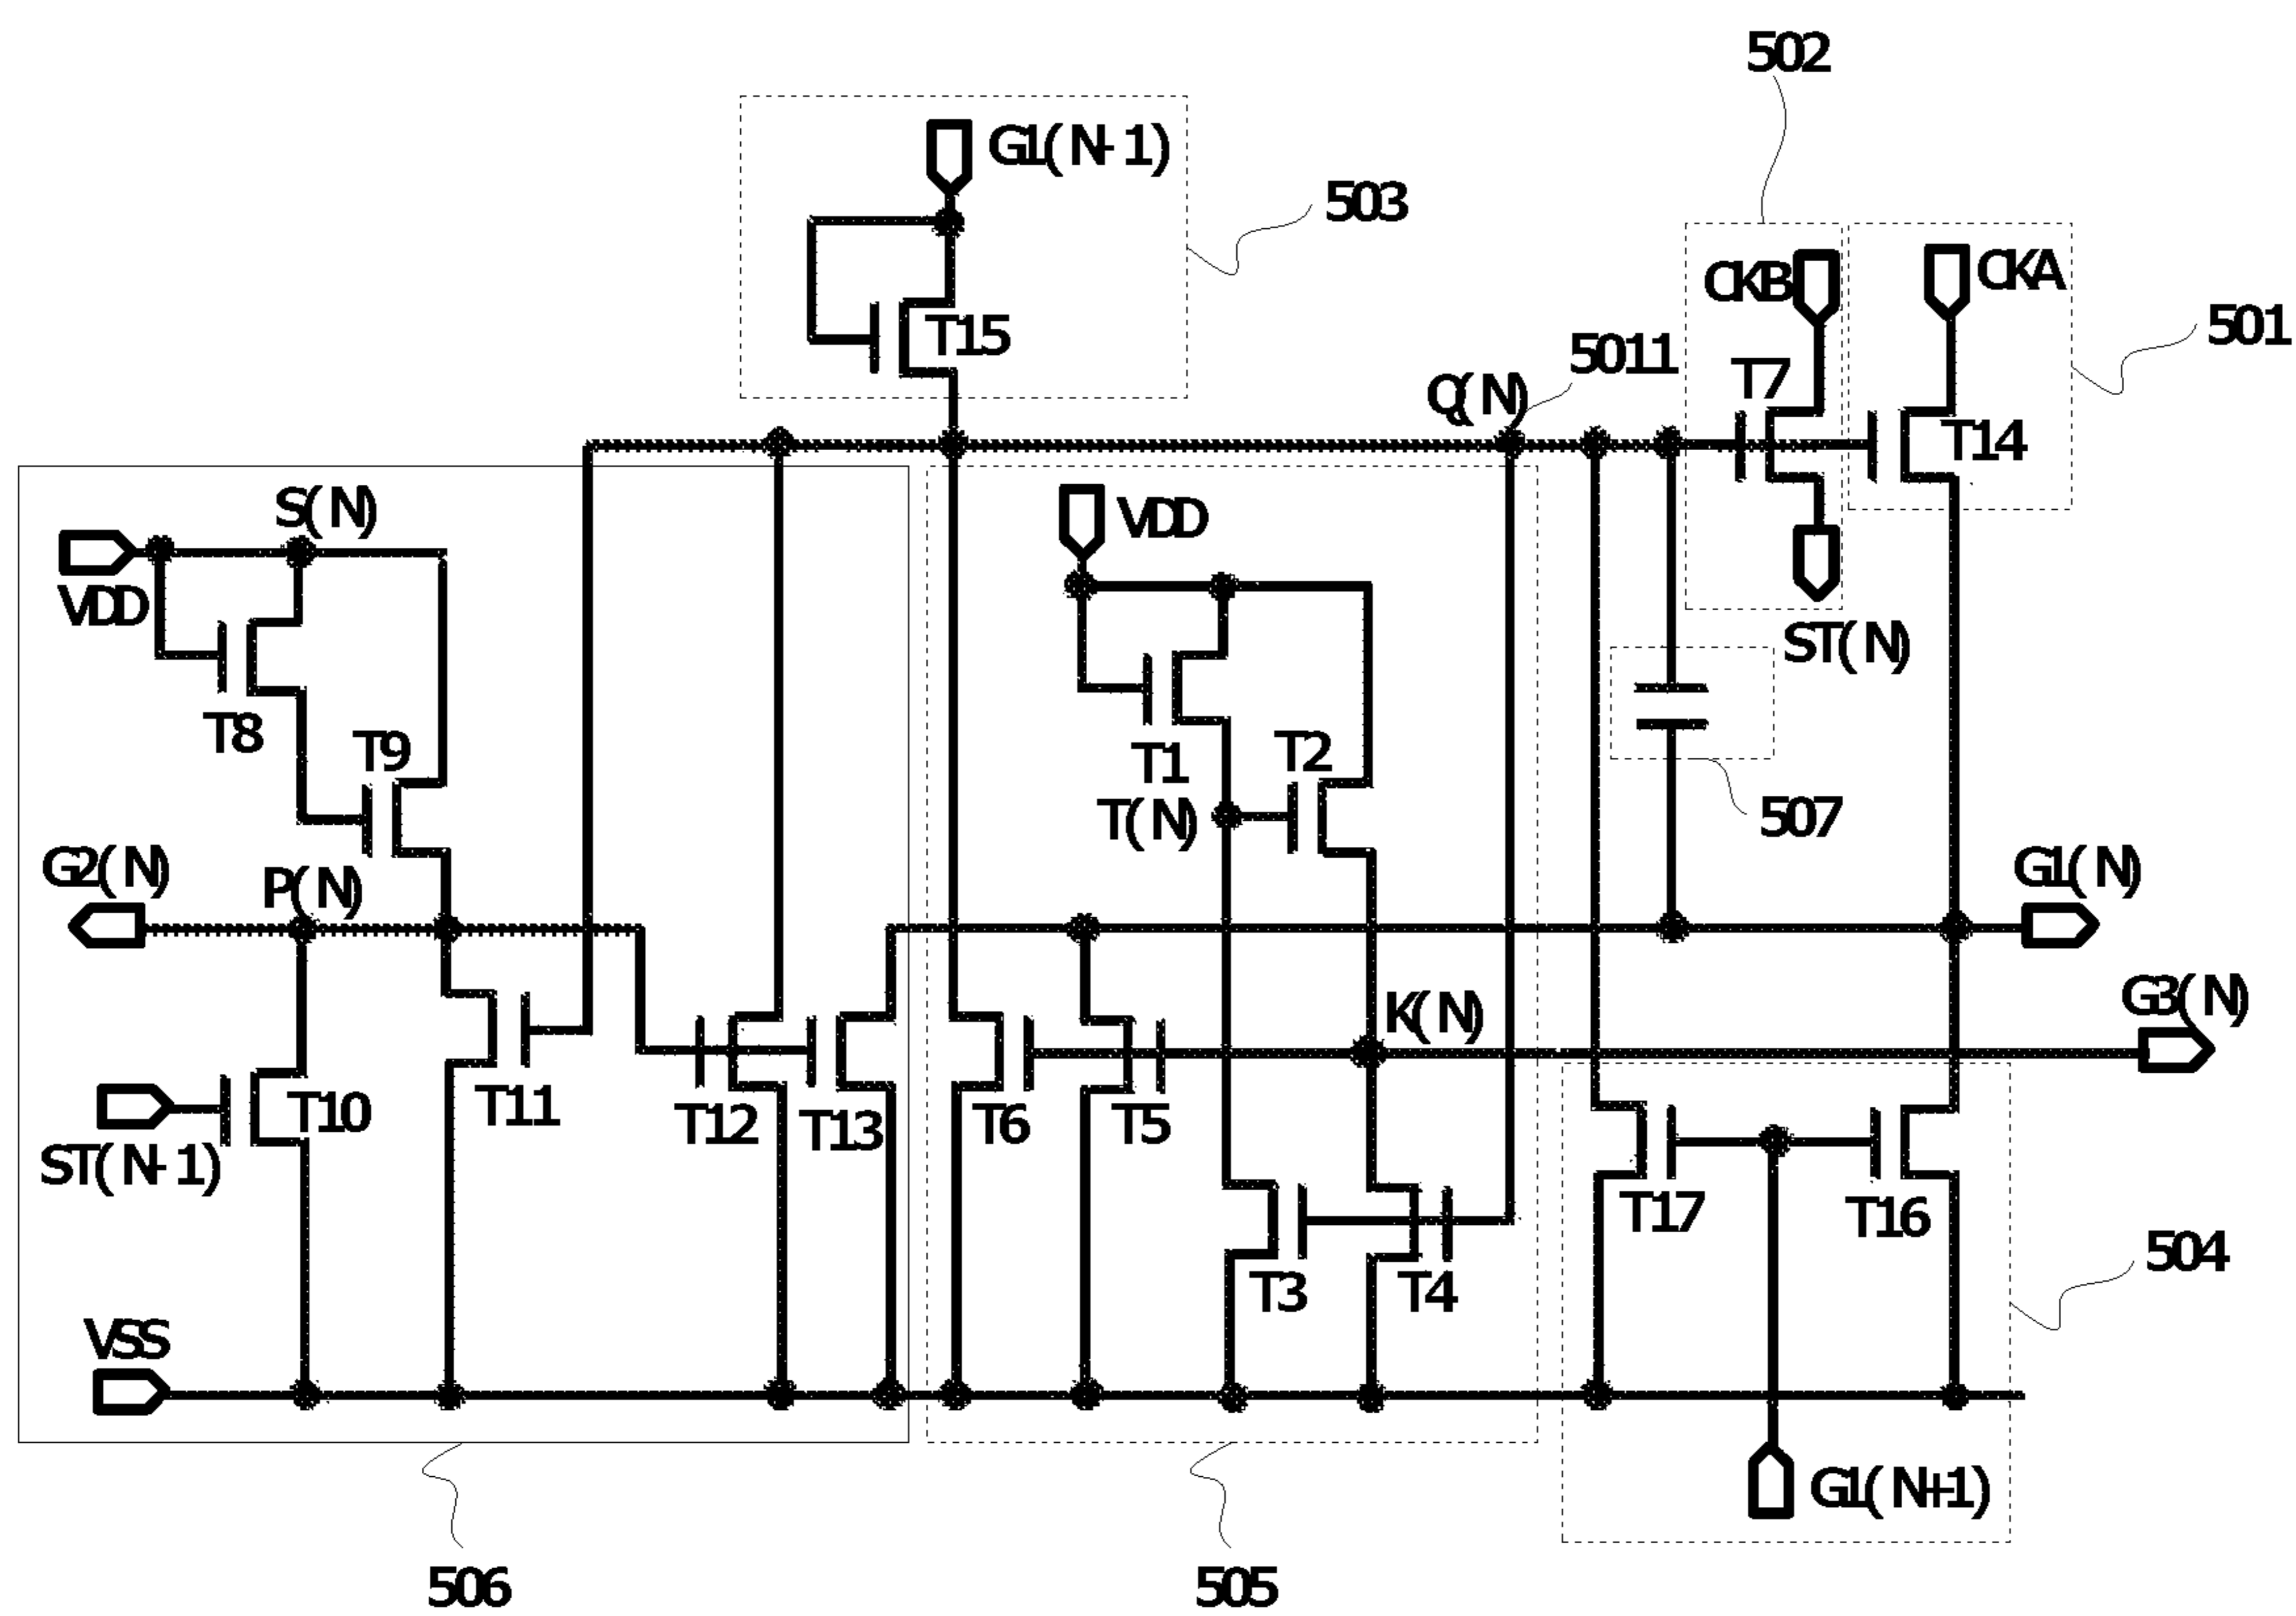 502
G1(N-1)
503
CKB
CKA
501
T15
5011
T7
Q(N)
T14
S(N)
VDD
VDD
ST(N)
T8
T9
T1
T2
T(N)
507
G2(N)
P(N)
G1(N)
K(N)
G3(N)
T10
T11
T12
T13
T6
T5
ST(N-1)
T17
T16
T3
T4
504
VSS
G1(N+1)
506
505